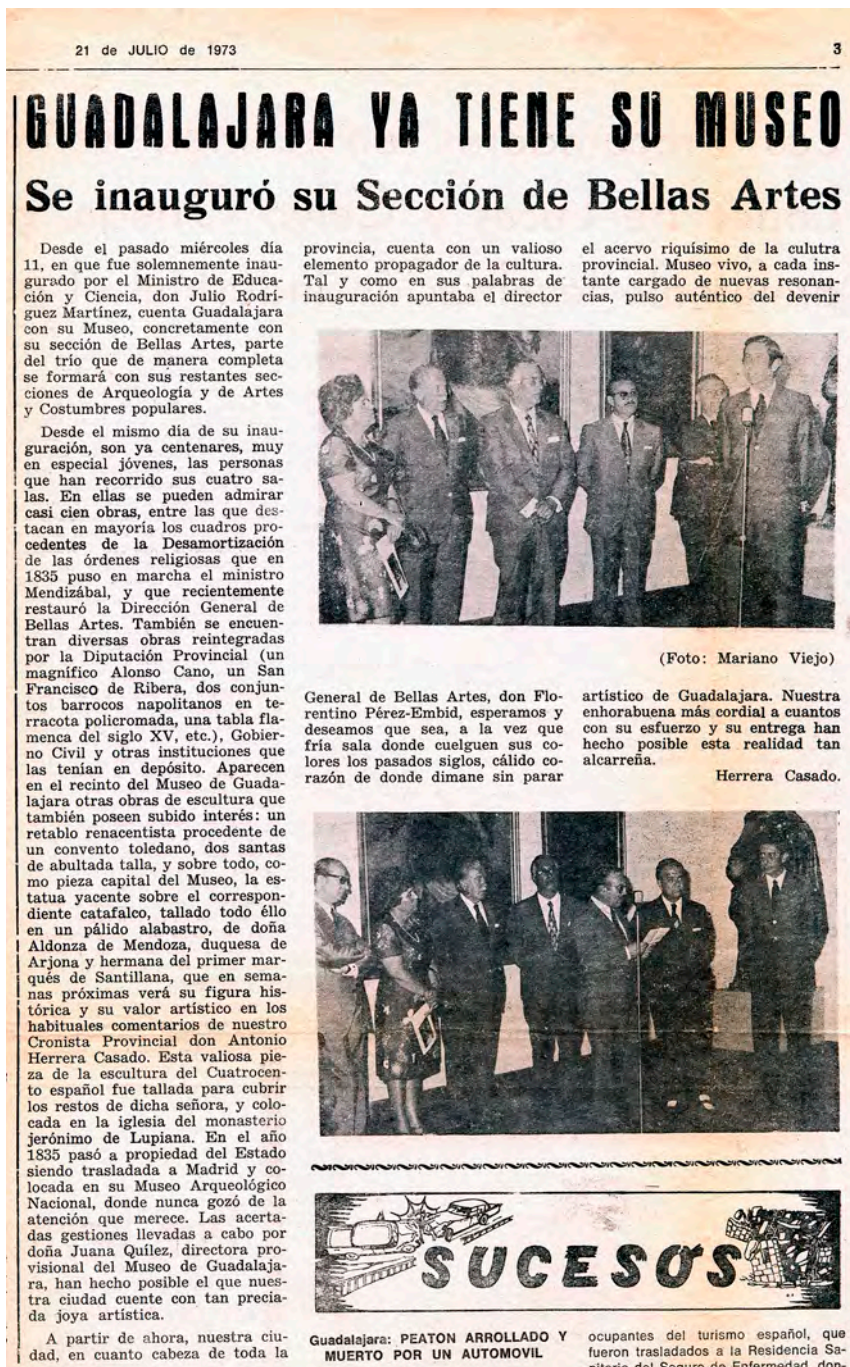 21 de JULIO de 1973
3
GUADALAJARA YA TIENE SU MUSEO
Se inauguró su Sección de Bellas Artes
Desde el pasado miércoles día
11, en que fue solemnemente inau-
gurado por el Ministro de Educa-
ción y Ciencia, don Julio Rodrí-
guez Martínez, cuenta Guadalajara
con su Museo, concretamente con
su sección de Bellas Artes, parte
del trío que de manera completa
se formará con sus restantes sec-
ciones de Arqueología y de Artes
y Costumbres populares.
Desde el mismo día de su inau-
guración, son ya centenares, muy
en especial jóvenes, las personas
que han recorrido sus cuatro sa-
las. En ellas se pueden admirar
casi cien obras, entre las que des-
tacan en mayoría los cuadros pro-
cedentes de la Desamortización
de las órdenes religiosas que en
1835 puso en marcha el ministro
Mendizábal, y que recientemente
restauró la Dirección General de
Bellas Artes. También se encuen-
tran diversas obras reintegradas
por la Diputación Provincial (un
magnífico Alonso Cano, un San
Francisco de Ribera, dos conjun-
tos barrocos napolitanos en te-
rracota policromada, una tabla fla-
menca del siglo XV, etc.), Gobier-
no Civil y otras instituciones que
las tenían en depósito. Aparecen
en el recinto del Museo de Guada-
lajara otras obras de escultura que
también poseen subido interés: un
retablo renacentista procedente de
un convento toledano, dos santas
de abultada talla, y sobre todo, co-
mo pieza capital del Museo, la es-
tatua yacente sobre el correspon-
diente catafalco, tallado todo éllo
en un pálido alabastro, de doña
Aldonza de Mendoza, duquesa de
Arjona y hermana del primer mar-
qués de Santillana, que en sema-
nas próximas verá su figura his-
tórica y su valor artístico en los
habituales comentarios de nuestro
Cronista Provincial don Antonio
Herrera Casado. Esta valiosa pie-
za de la escultura del Cuatrocen-
to español fue tallada para cubrir
los restos de dicha señora, y colo-
cada en la iglesia del monasterio
jerónimo de Lupiana. En el año
1835 pasó a propiedad del Estado
siendo trasladada a Madrid y co-
locada en su Museo Arqueológico
Nacional, donde nunca gozó de la
atención que merece. Las acerta-
das gestiones llevadas a cabo por
doña Juana Quílez, directora pro-
visional del Museo de Guadalaja-
ra, han hecho posible el que nues-
tra ciudad cuente con tan precia-
da joya artística.
A partir de ahora, nuestra ciu-
dad, en cuanto cabeza de toda la
provincia, cuenta con un valioso
elemento propagador de la cultura.
Tal y como en sus palabras de
inauguración apuntaba el director
General de Bellas Artes, don Flo-
rentino Pérez-Embid, esperamos y
deseamos que sea, a la vez que
fría sala donde cuelguen sus co-
lores los pasados siglos, cálido co-
razón de donde dimane sin parar
el acervo riquísimo de la culutra
provincial. Museo vivo, a cada ins-
tante cargado de nuevas resonan-
cias, pulso auténtico del devenir
(Foto: Mariano Viejo)
artístico de Guadalajara. Nuestra
enhorabuena más cordial a cuantos
con su esfuerzo y su entrega han
hecho posible esta realidad tan
alcarreña.
Herrera Casado.
SUCESOS
Guadalajara: PEATON ARROLLADO Y
MUERTO POR UN AUTOMOVIL
ocupantes del turismo español, que
fueron trasladados a la Residencia Sa-
nitaria del Seguro de Enfermedad, don-